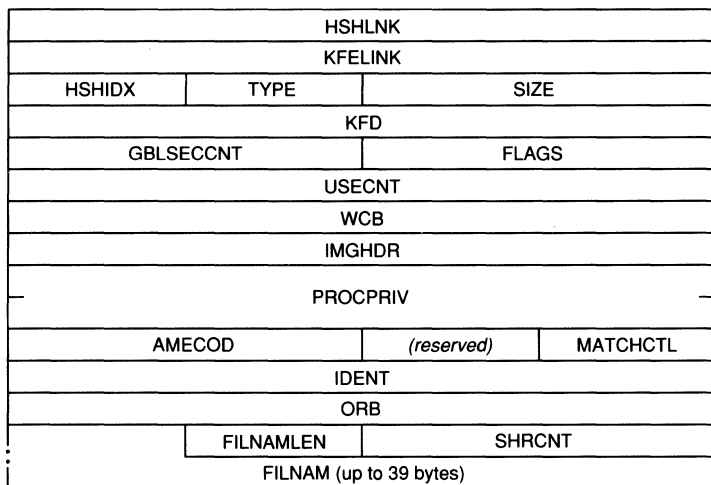 HSHLNK
KFELINK
HSHIDX TYPE SIZE
KFD
GBLSECCNT FLAGS
USECNT
WCB
IMGHDR
PROCPRIV
AMECOD (reserved) MATCHCTL
IDENT
ORB
FILNAMLEN SHRCNT
FILNAM (up to 39 bytes)